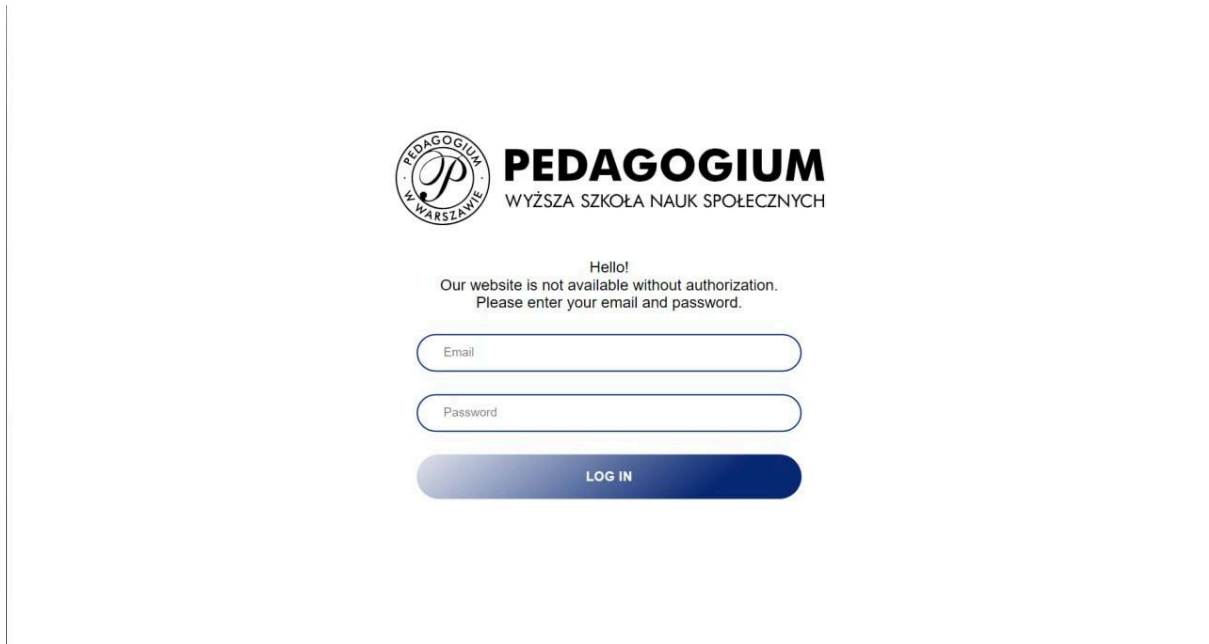 PEDAGOGIUM
W WARSZAWIE
P
PEDAGOGIUM
WYŻSZA SZKOŁA NAUK SPOŁECZNYCH
Hello!
Our website is not available without authorization.
Please enter your email and password.
Email
Password
LOG IN